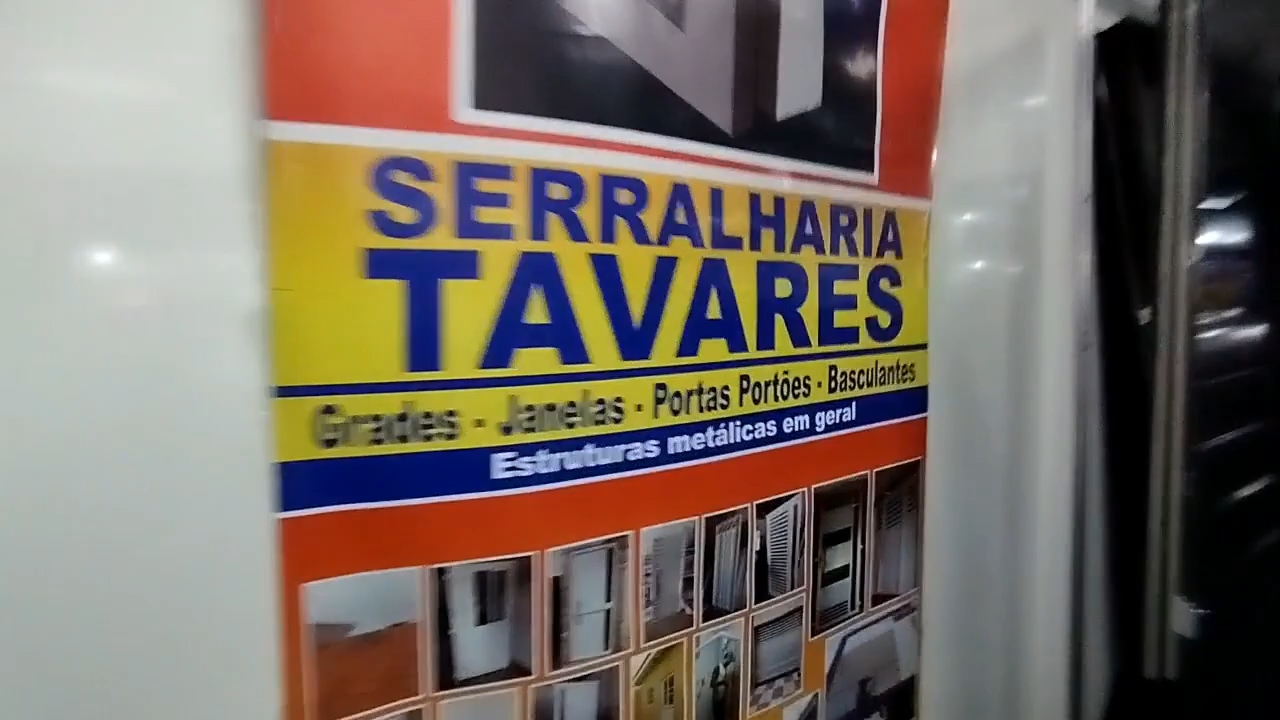 SERRALHARIA
TAVARES
Grades - Janelas - Portas Portões - Basculantes
Estruturas metálicas em geral